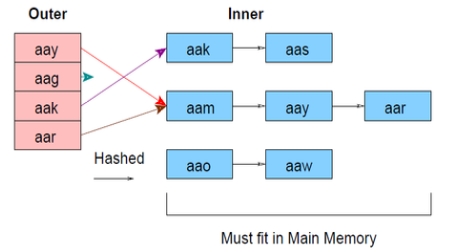 Outer Inner
aay aak aas
aag
aak aam aay aar
aar
Hashed aao aaw
Must fit in Main Memory